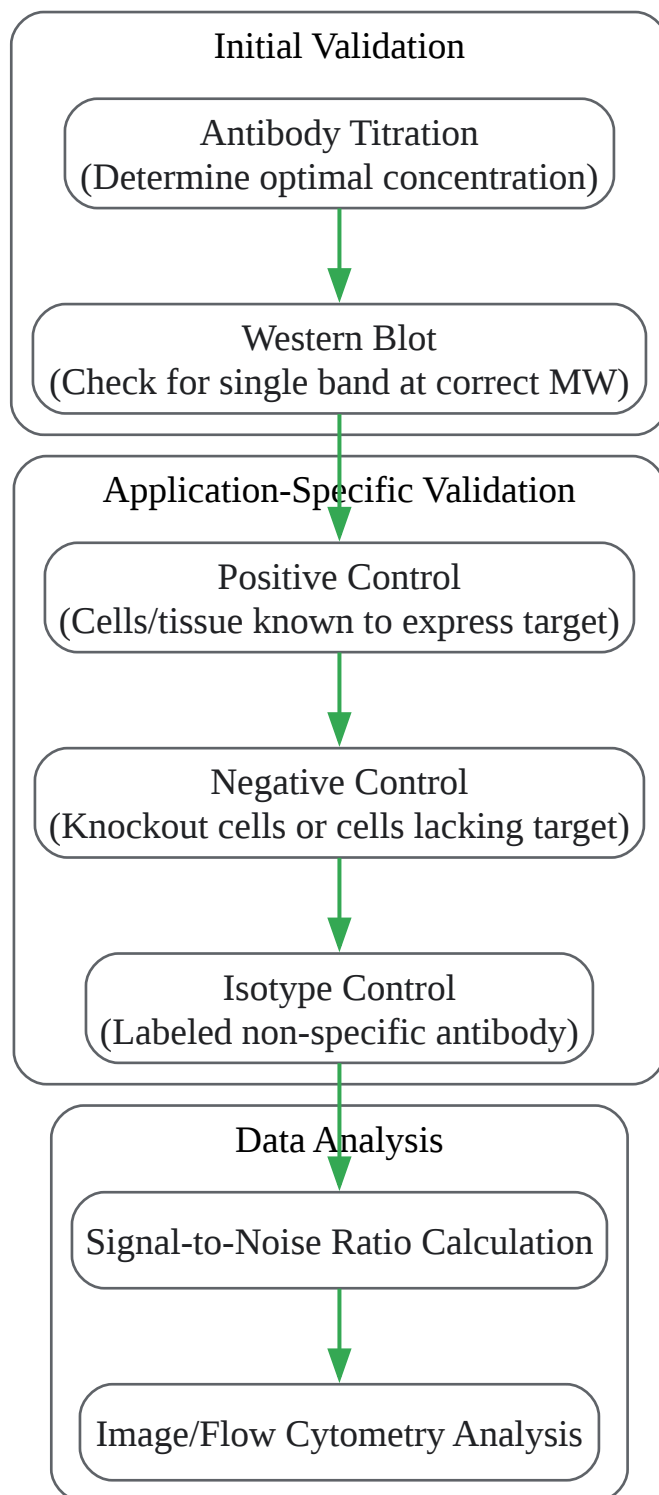 Initial Validation
Antibody Titration
(Determine optimal concentration)
Western Blot
(Check for single band at correct MW)
Application-Specific Validation
Positive Control
(Cells/tissue known to express target)
Negative Control
(Knockout cells or cells lacking target)
Isotype Control
(Labeled non-specific antibody)
Data Analysis
Signal-to-Noise Ratio Calculation
Image/Flow Cytometry Analysis